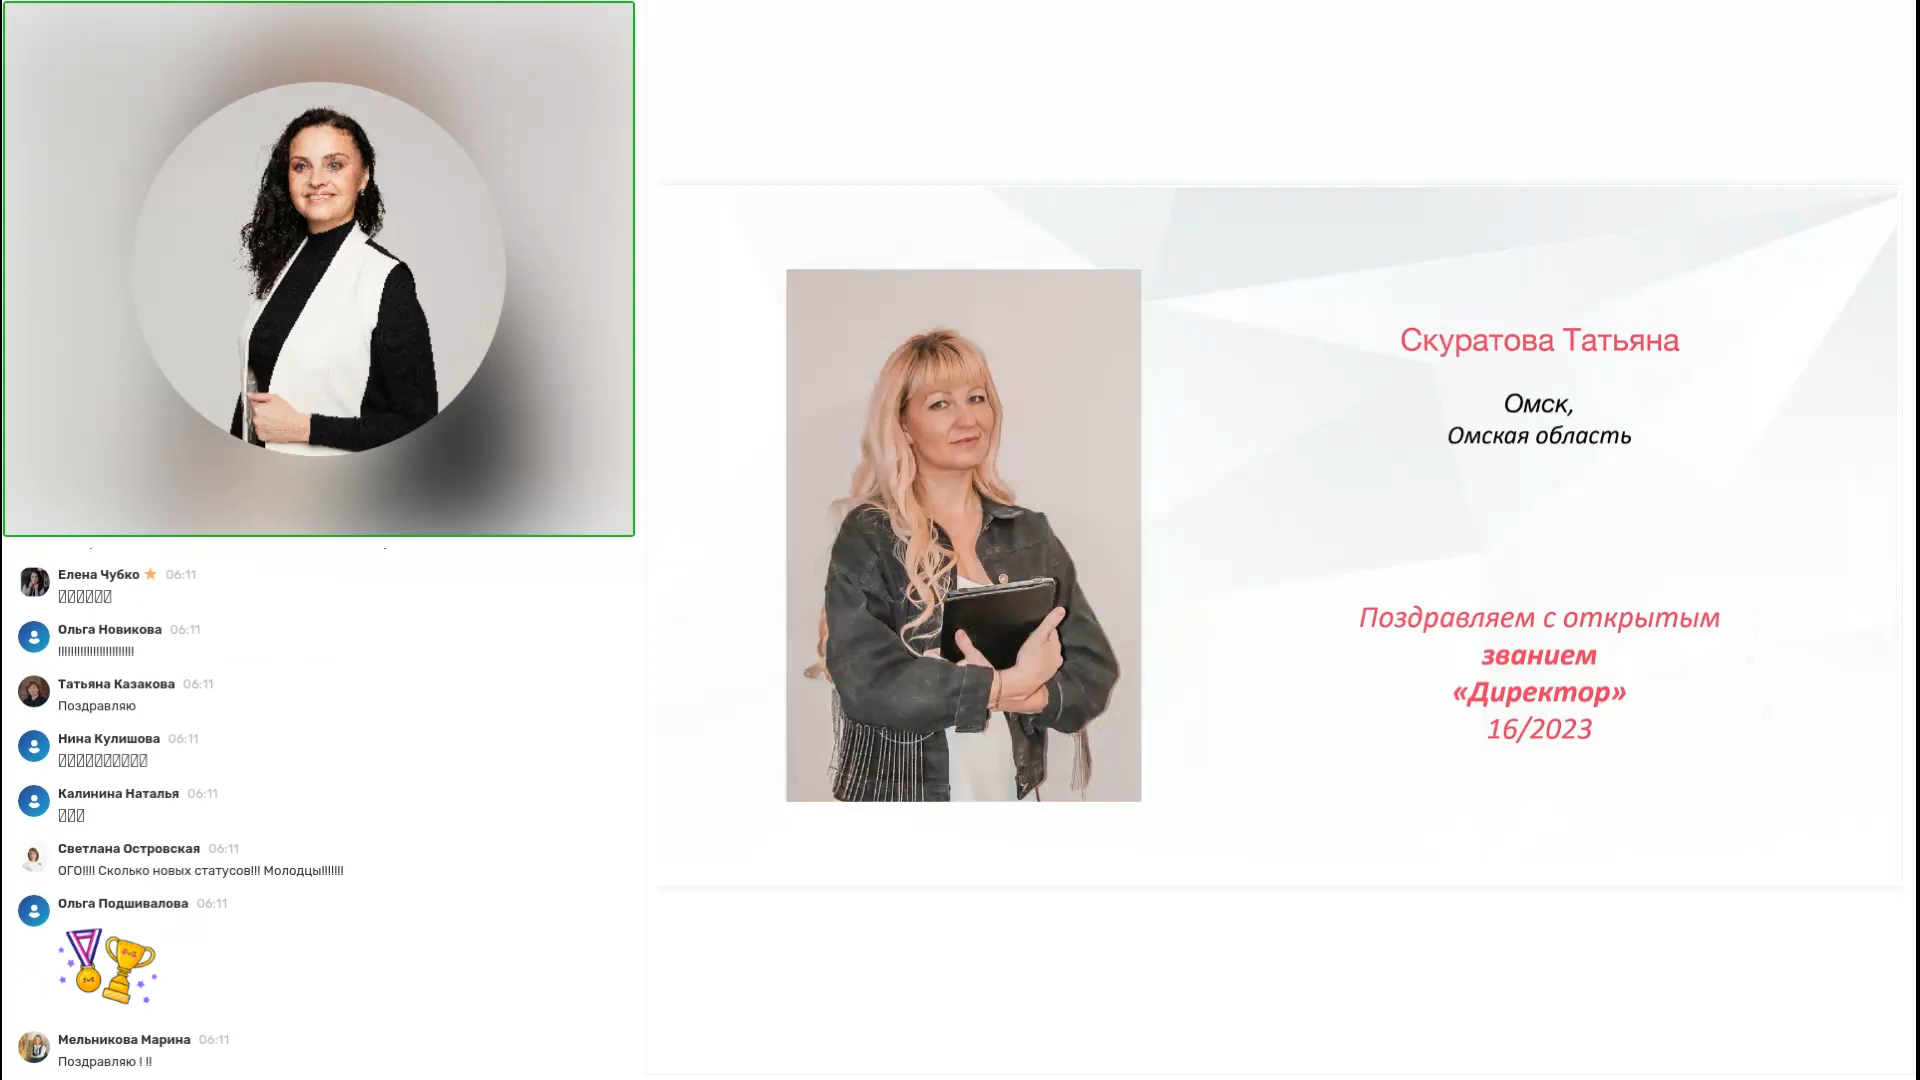 Елена Чубко 06:11
Ольга Новикова 06:11
!!!!!!!!!!!!!!!!!!!!!!!!
Татьяна Казакова 06:11
Поздравляю
Нина Кулишова 06:11
Калинина Наталья 06:11
Светлана Островская 06:11
ОГО!!!! Сколько новых статусов!!! Молодцы!!!!!!!
Ольга Подшивалова 06:11
Мельникова Марина 06:11
Поздравляю ! !!
Скуратова Татьяна
Омск,
Омская область
Поздравляем с открытым
званием
«Директор»
16/2023